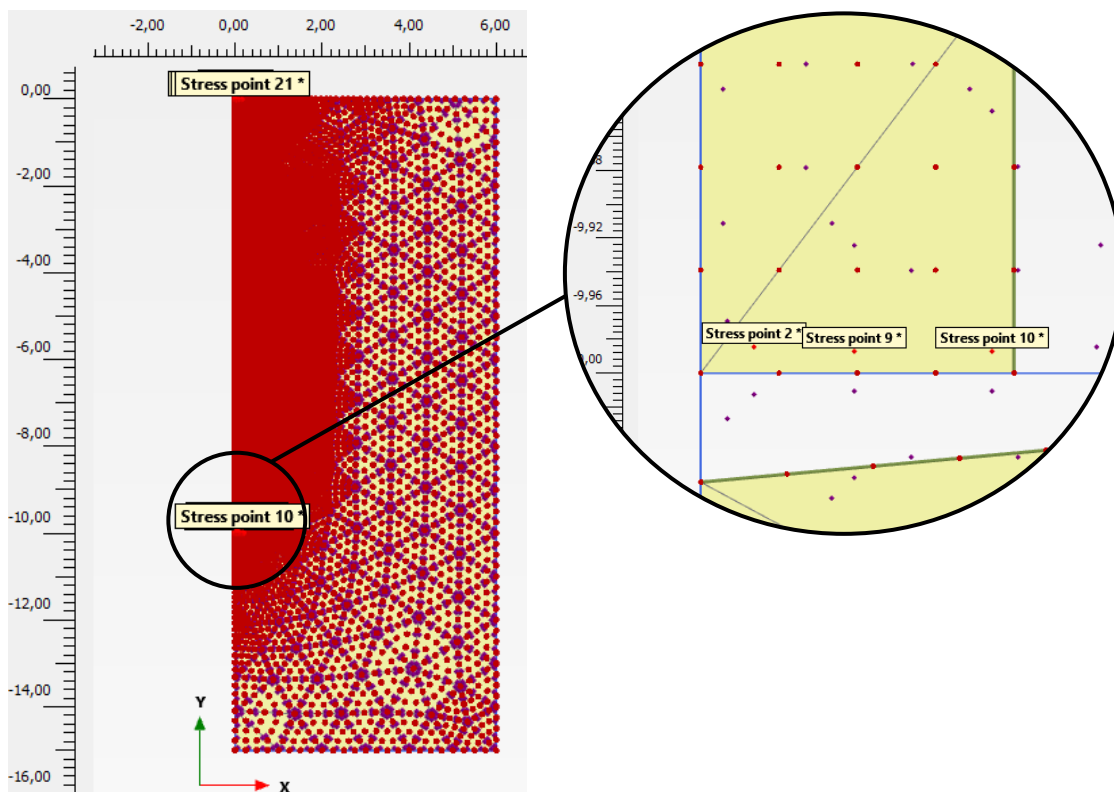 -2,00 0,00 2,00 4,00 6,00
0,00
Stress point 21 *
-2,00
-4,00
-6,00
-8,00
-10,00
Stress point 10 *
-12,00
-14,00
-16,00
Y
X
-9,92
-9,96
Stress point 2 *
Stress point 9 *
Stress point 10 *